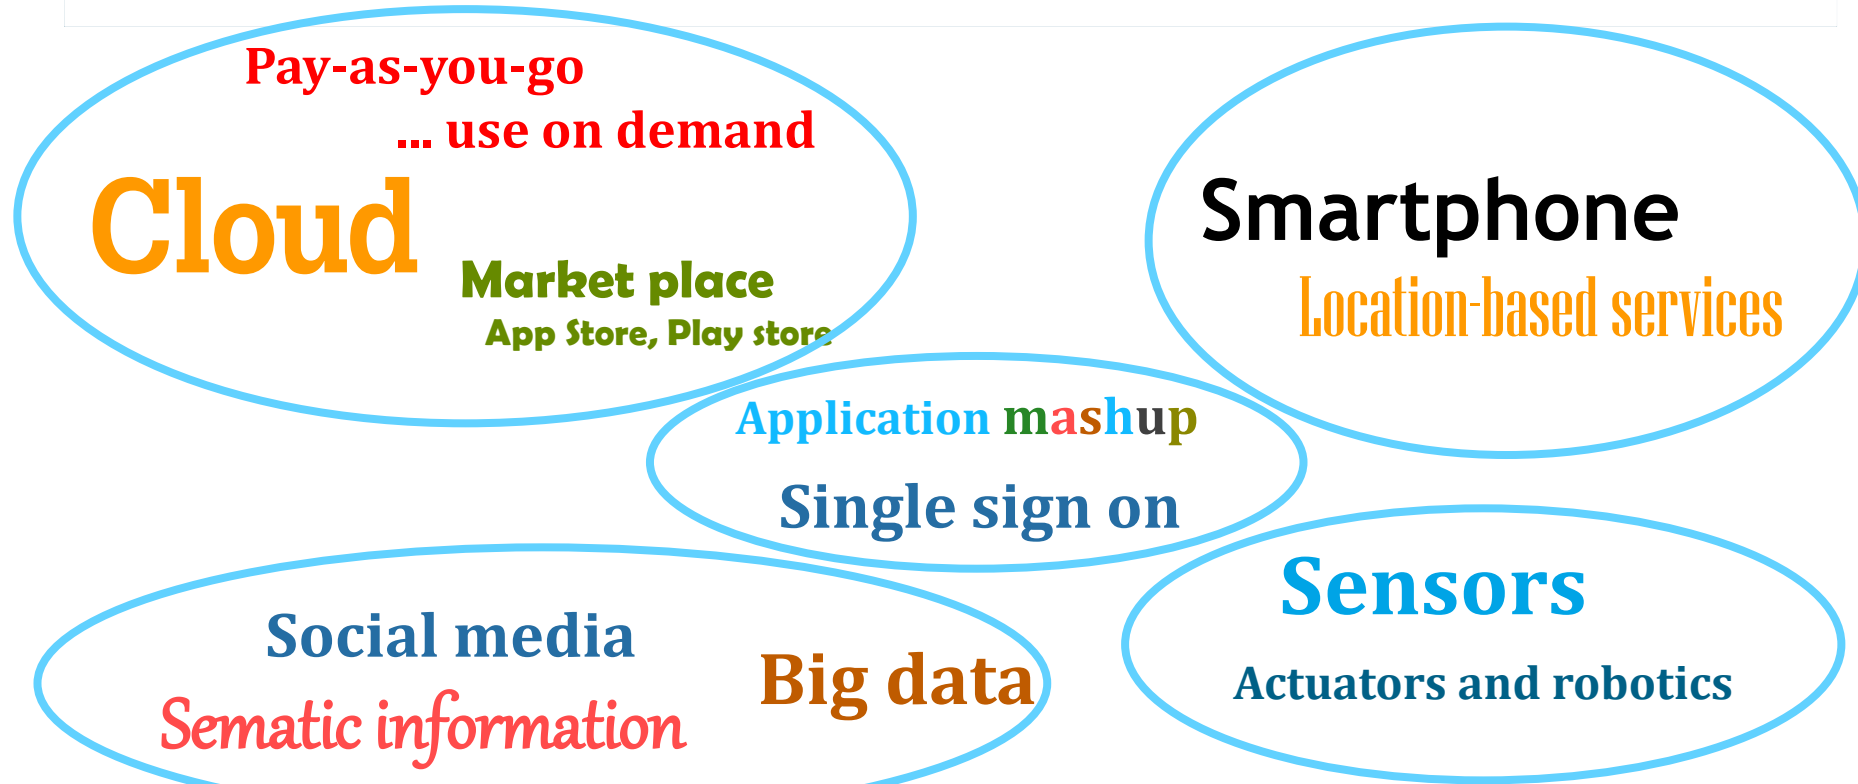 Pay-as-you-go
... use on demand
Cloud
Market place
App Store, Play store
Smartphone
Location-based services
Application mashup
Single sign on
Social media
Sematic information
Big data
Sensors
Actuators and robotics